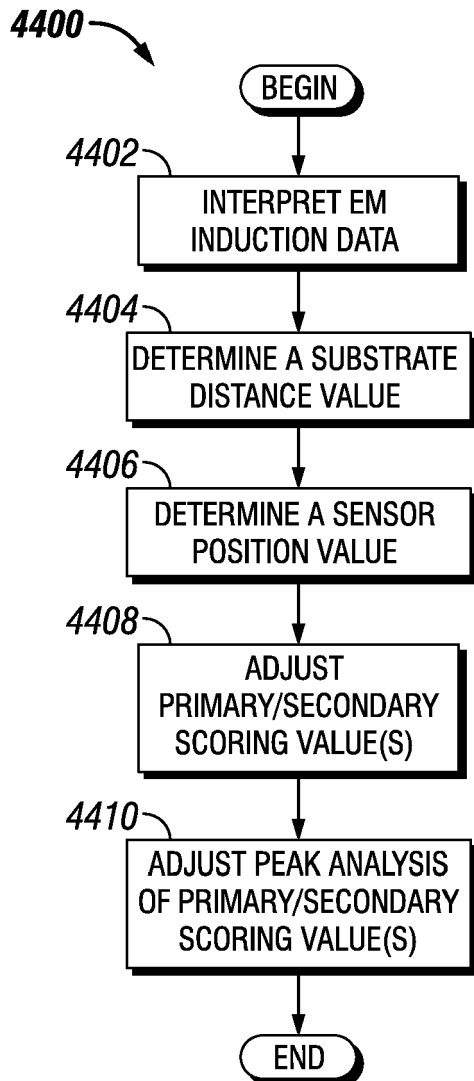 4400
BEGIN
4402
INTERPRET EM
INDUCTION DATA
4404
DETERMINE A SUBSTRATE
DISTANCE VALUE
4406
DETERMINE A SENSOR
POSITION VALUE
4408
ADJUST
PRIMARY/SECONDARY
SCORING VALUE(S)
4410
ADJUST PEAK ANALYSIS
OF PRIMARY/SECONDARY
SCORING VALUE(S)
END